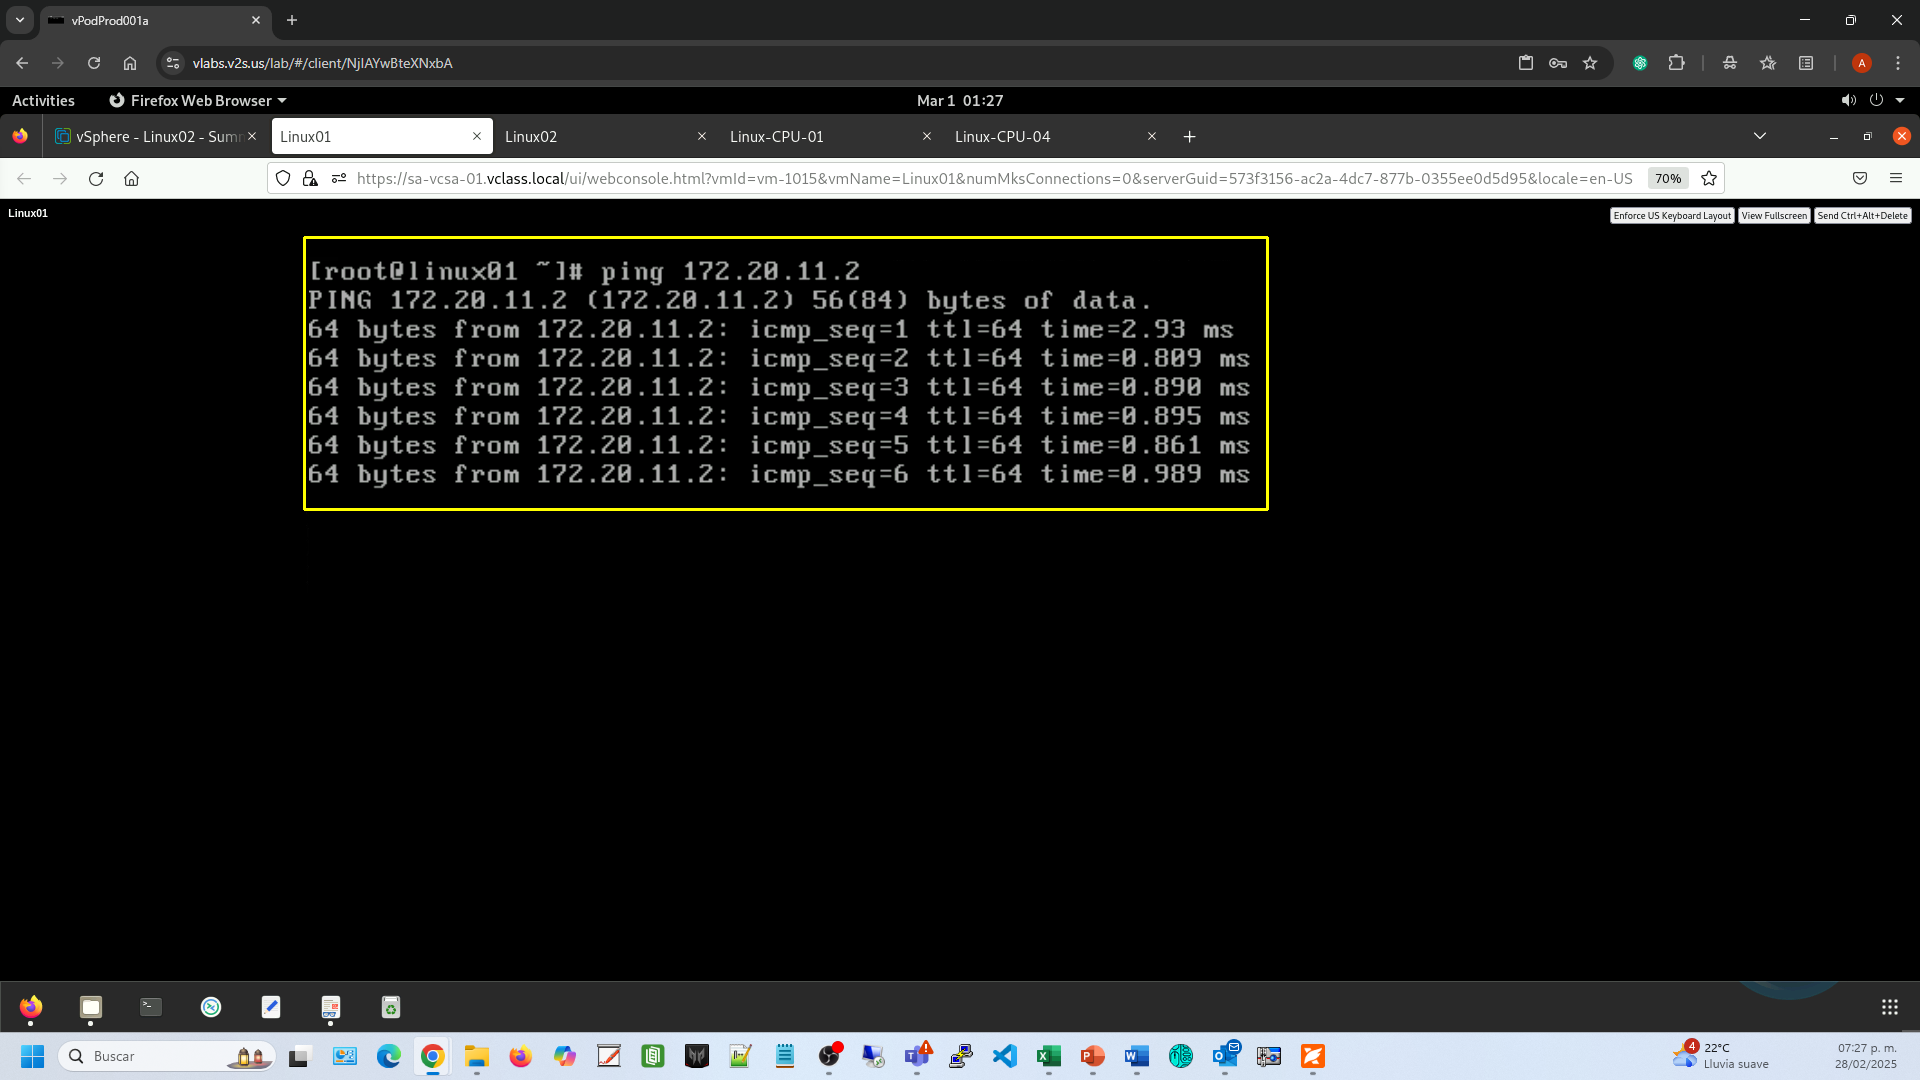 vPodProd001a
vlabs.v2s.us/lab/#/client/NjIAYwBteXNxbA
A
Activities
Firefox Web Browser
Mar 1 01:27
vSphere - Linux02 - Sum
Linux01
Linux02
Linux-CPU-01
Linux-CPU-04
https://sa-vcsa-01.vclass.local/ui/webconsole.html?vmId=vm-1015&vmName=Linux01&numMksConnections=0&serverGuid=573f3156-ac2a-4dc7-877b-0355ee0d5d95&locale=en-US
70%
Linux01
Enforce US Keyboard Layout
View Fullscreen
Send Ctrl+Alt+Delete
[root@linux01 ~]# ping 172.20.11.2
PING 172.20.11.2 (172.20.11.2) 56(84) bytes of data.
64 bytes from 172.20.11.2: icmp_seq=1 ttl=64 time=2.93 ms
64 bytes from 172.20.11.2: icmp_seq=2 ttl=64 time=0.809 ms
64 bytes from 172.20.11.2: icmp_seq=3 ttl=64 time=0.890 ms
64 bytes from 172.20.11.2: icmp_seq=4 ttl=64 time=0.895 ms
64 bytes from 172.20.11.2: icmp_seq=5 ttl=64 time=0.861 ms
64 bytes from 172.20.11.2: icmp_seq=6 ttl=64 time=0.989 ms
Buscar
4
22°C
Lluvia suave
07:27 p. m.
28/02/2025